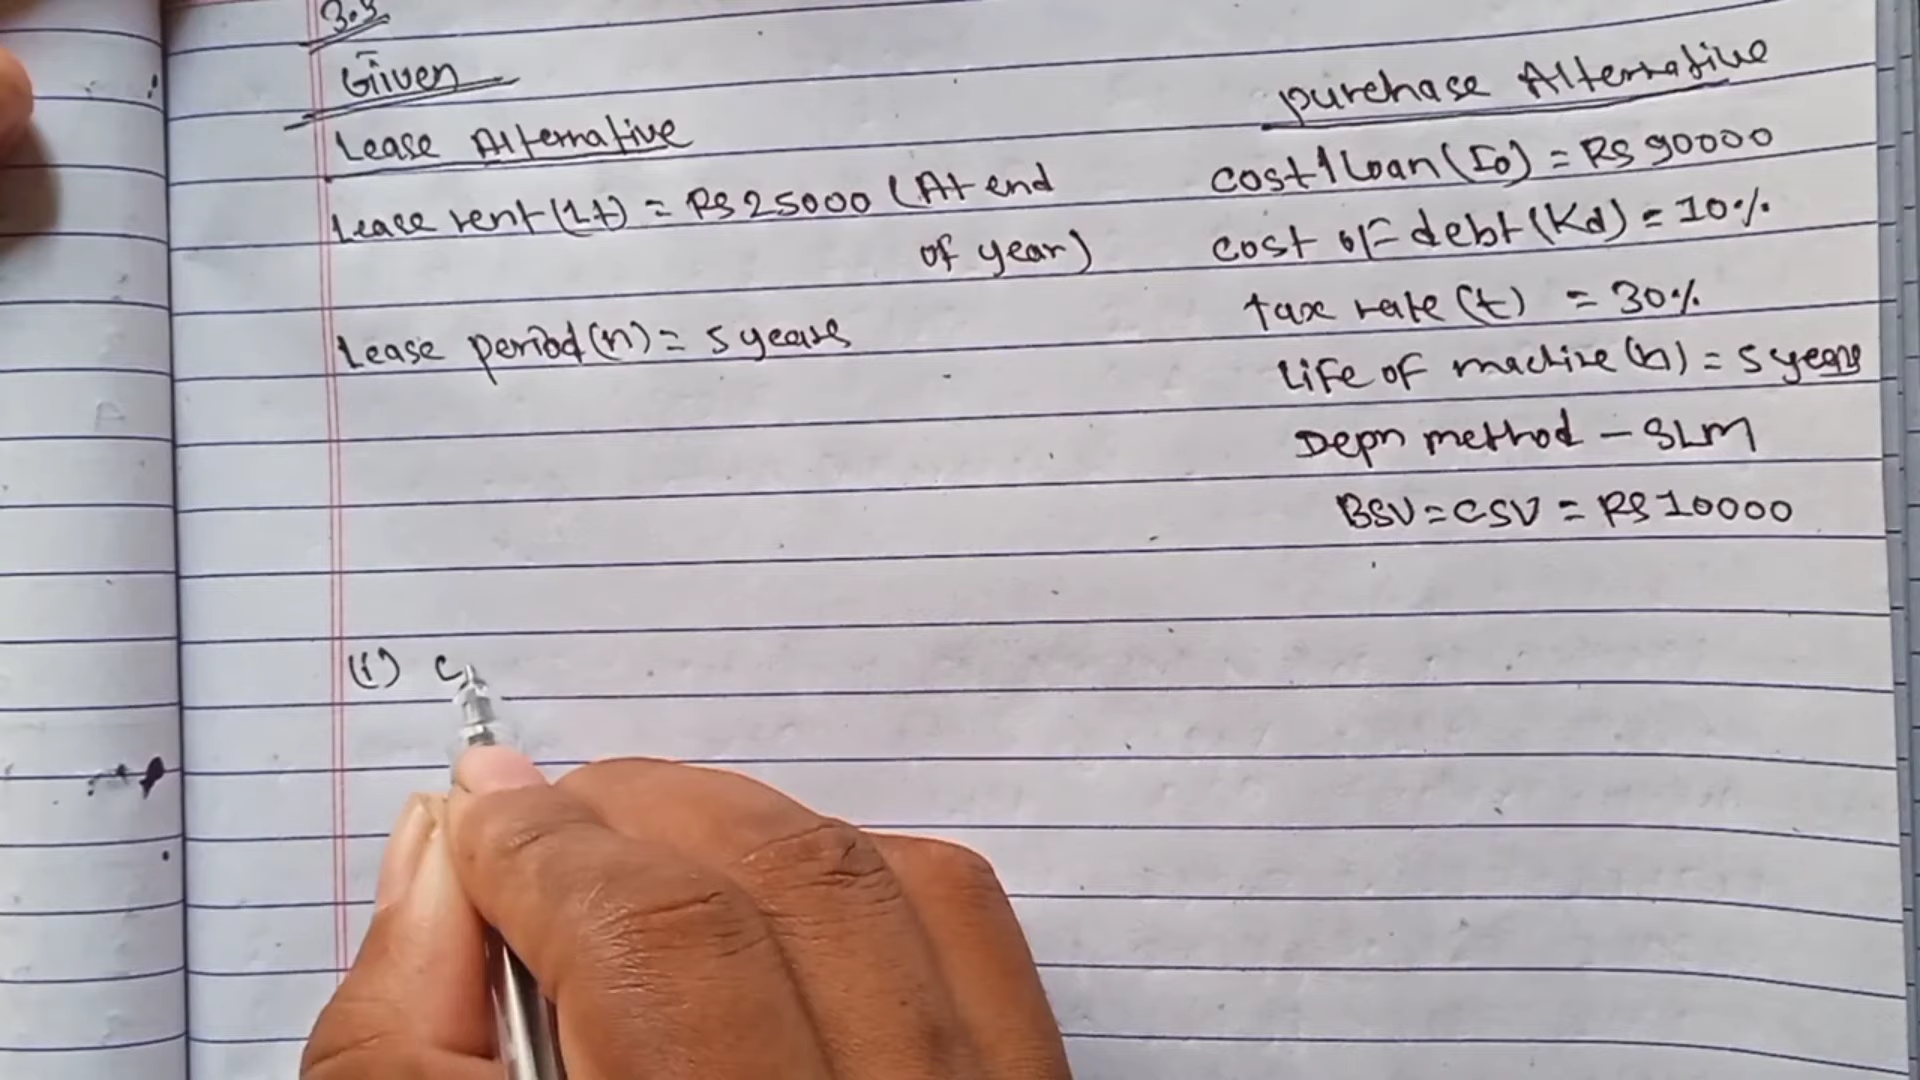 3.3
Given
Lease Alternative
Lease rent (Lt) = RS 25000 (At end
of year)
Lease period (n) = 5 years
purchase Alternative
cost/Loan (I0) = RS 90000
cost of debt (Kd) = 10%
tax rate (t) = 30%
Life of machine (n) = 5 years
Depn method - SLM
BSV = CSV = RS 10000
(i) C